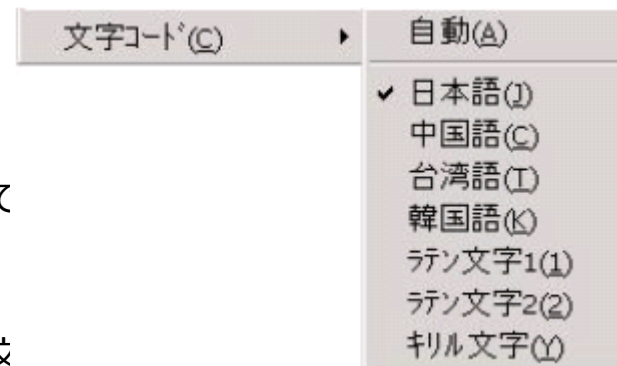 文字ｺｰﾄﾞ(C)
自動(A)
日本語(J)
中国語(C)
台湾語(T)
韓国語(K)
ﾗﾃﾝ文字1(1)
ﾗﾃﾝ文字2(2)
ｷﾘﾙ文字(Y)
て